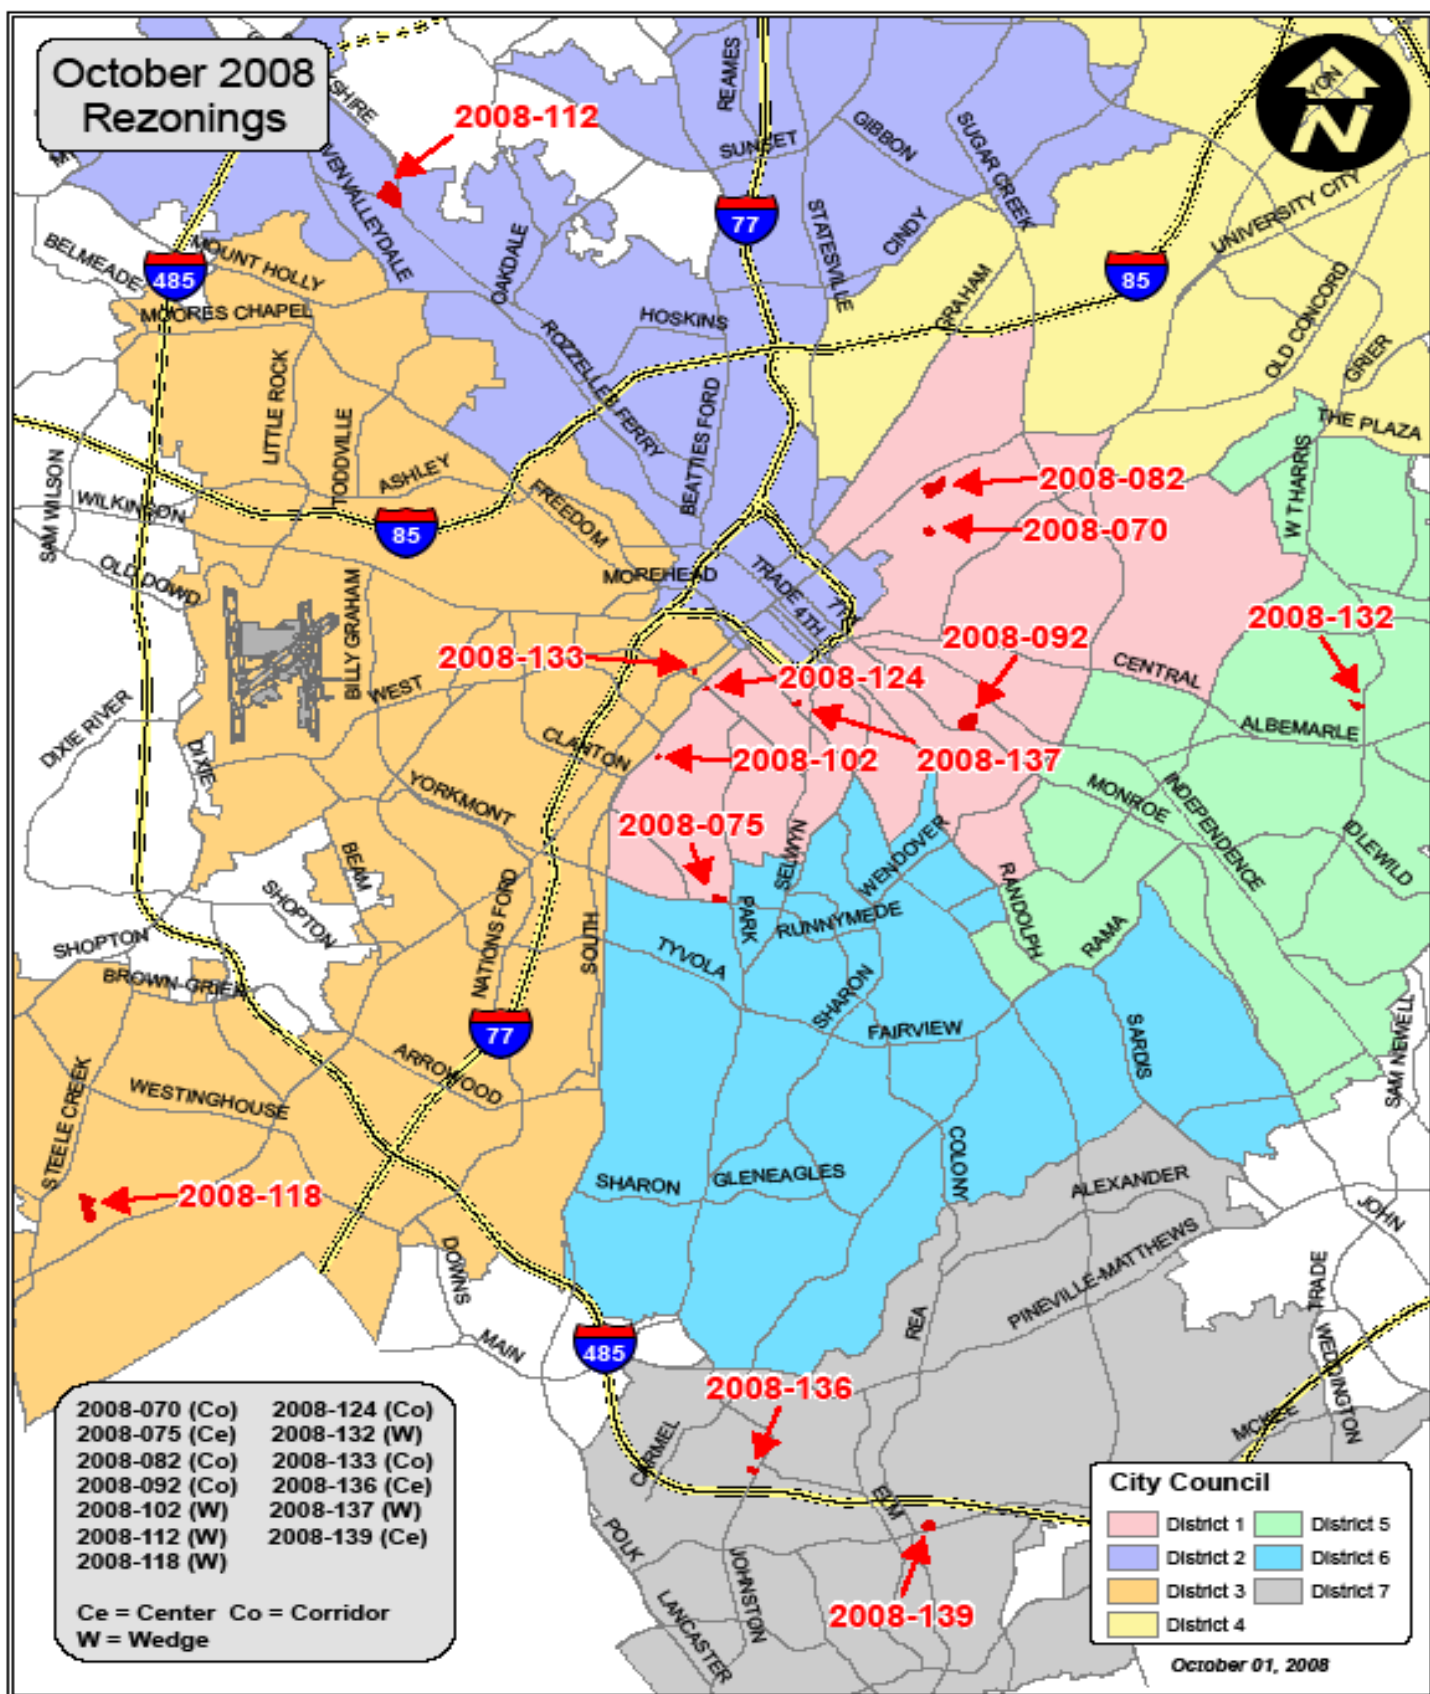 October 2008
Rezonings
SHIRE
2008-112
REAMES
SUNSET
GIBBON
SUGAR CREEK
N
UNIVERSITY CITY
VALLEYDALE
OAKDALE
77
STATESVILLE
CINDY
BELMEADE
485
MOUNT HOLLY
85
MOORES CHAPEL
HOSKINS
GRAHAM
OLD CONCORD
GRIER
LITTLE ROCK
TODDVILLE
ROZZELLES FERRY
BEATTIES FORD
THE PLAZA
SAM WILSON
WILKINSON
ASHLEY
FREEDOM
85
W THARRIS
2008-082
2008-070
OLD DOWD
MOREHEAD
TRADE
4TH
BILLY GRAHAM
2008-133
2008-124
2008-092
2008-132
CENTRAL
WEST
DIXIE RIVER
DIXIE
CLANTON
2008-102
2008-137
ALBEMARLE
YORKMONT
MONROE
INDEPENDENCE
2008-075
SELWYN
WENDOVER
IDLEWILD
BEAM
SHOPTON
RANDOLPH
SHOPTON
NATIONS FORD
SOUTH
PARK
RUNNYMEDE
RAMA
BROWN-GRIER
TYVOLA
SHARON
FAIRVIEW
77
SARDIS
SAM NEWELL
STEELE CREEK
WESTINGHOUSE
ARROWOOD
2008-118
SHARON
GLENEAGLES
COLONY
ALEXANDER
JOHN
DOWNS
PINEVILLE-MATTHEWS
TRADE
MAIN
485
REA
WEDDINGTON
2008-136
CARMEL
MCKEE
2008-070 (Co) 2008-124 (Co)
2008-075 (Ce) 2008-132 (W)
2008-082 (Co) 2008-133 (Co)
2008-092 (Co) 2008-136 (Ce)
2008-102 (W) 2008-137 (W)
2008-112 (W) 2008-139 (Ce)
2008-118 (W)
Ce = Center Co = Corridor
W = Wedge
POLK
JOHNSTON
ELM
LANCASTER
2008-139
City Council
District 1 District 5
District 2 District 6
District 3 District 7
District 4
October 01, 2008